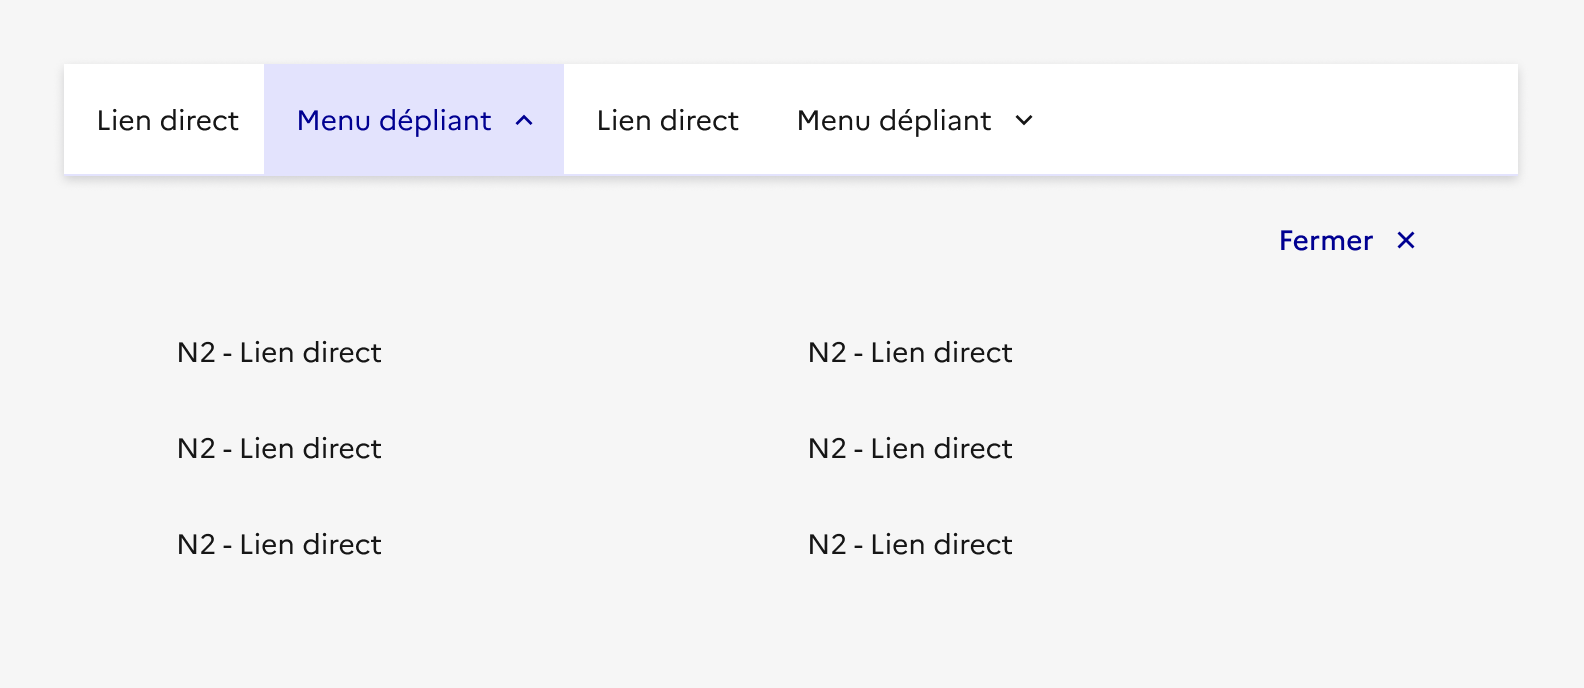 Lien direct Menu dépliant Lien direct Menu dépliant
Fermer
N2 - Lien direct N2 - Lien direct
N2 - Lien direct N2 - Lien direct
N2 - Lien direct N2 - Lien direct